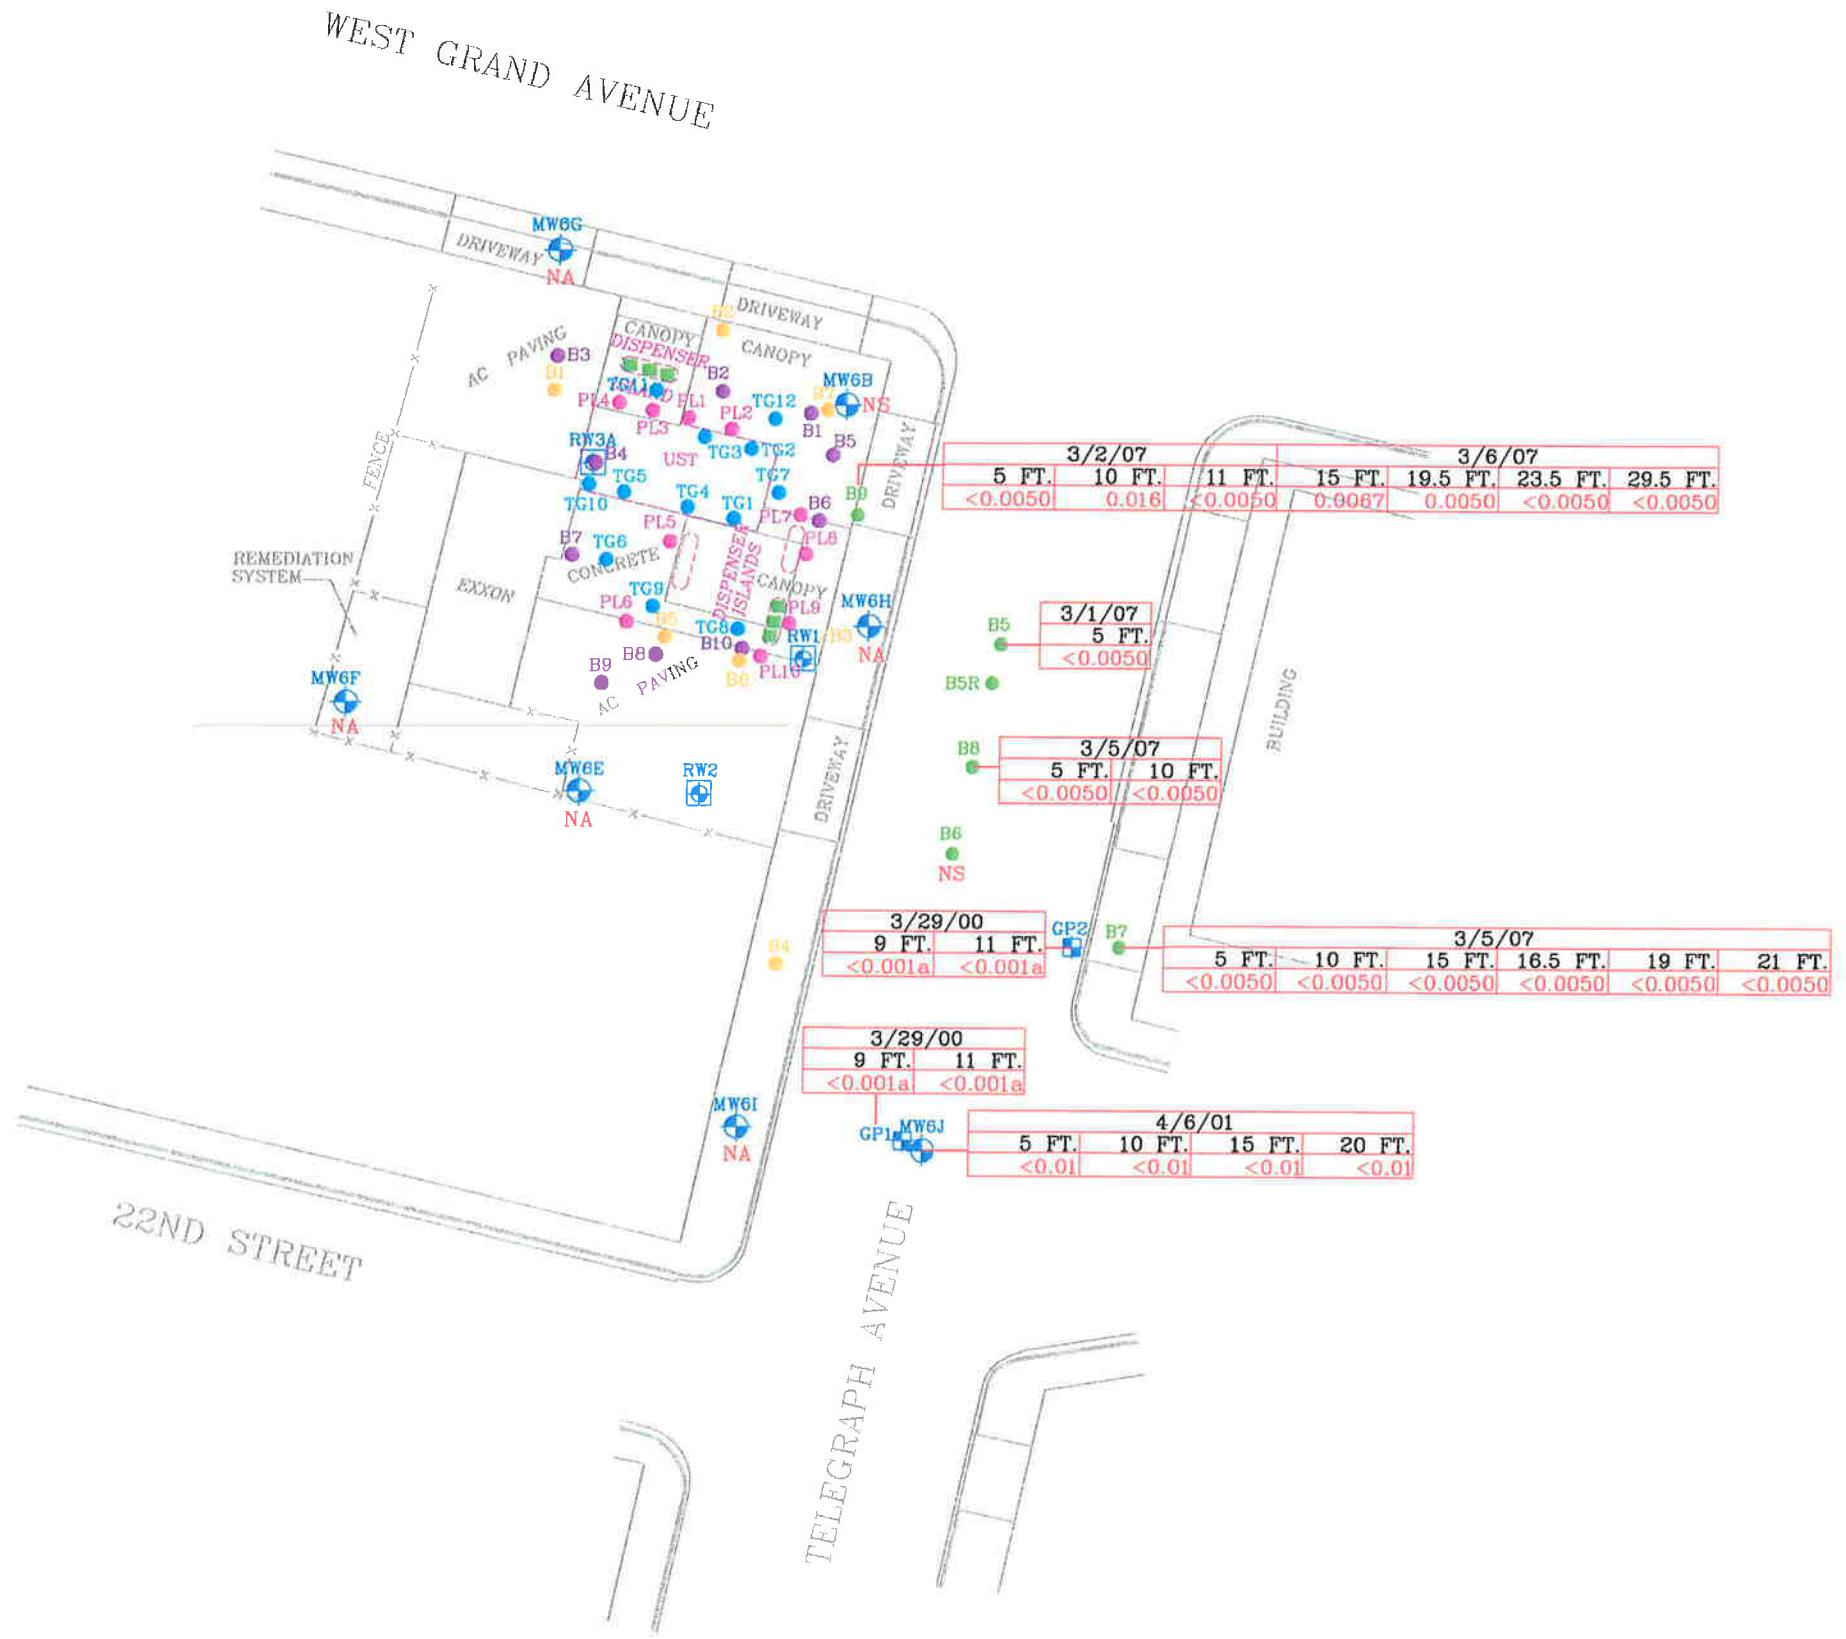 WEST GRAND AVENUE
MW6G
NA
DRIVEWAY
DRIVEWAY
B2
CANOPY
CANOPY
DISPENSER
ISLAND
AC PAVING
B3
B1
TG11
B2
MW6B
NS
B7
PL4
PL3
PL1
PL2
TG12
B1
B5
RW3A
B4
UST
TG3
TG2
TG7
FENCE
TG5
TG10
TG4
TG1
PL7
B6
B9
DRIVEWAY
3/2/07
3/6/07
5 FT. 10 FT. 11 FT. 15 FT. 19.5 FT. 23.5 FT. 29.5 FT.
<0.0050 0.016 <0.0050 0.0067 0.0050 <0.0050 <0.0050
PL5
PL8
B7
TG6
CONCRETE
REMEDIATION
SYSTEM
EXXON
DISPENSER
ISLANDS
CANOPY
TG9
PL6
B5
PL9
MW6H
NA
TG8
RW1
B3
B10
B8
PL10
B6
B9
AC PAVING
B5
3/1/07
5 FT.
<0.0050
B5R
MW6F
NA
BUILDING
B8
3/5/07
5 FT. 10 FT.
<0.0050 <0.0050
MW6E
NA
RW2
DRIVEWAY
B6
NS
3/29/00
9 FT. 11 FT.
<0.001a <0.001a
GP2
B7
3/5/07
5 FT. 10 FT. 15 FT. 16.5 FT. 19 FT. 21 FT.
<0.0050 <0.0050 <0.0050 <0.0050 <0.0050 <0.0050
B4
3/29/00
9 FT. 11 FT.
<0.001a <0.001a
MW6I
NA
GP1
MW6J
4/6/01
5 FT. 10 FT. 15 FT. 20 FT.
<0.01 <0.01 <0.01 <0.01
22ND STREET
TELEGRAPH AVENUE